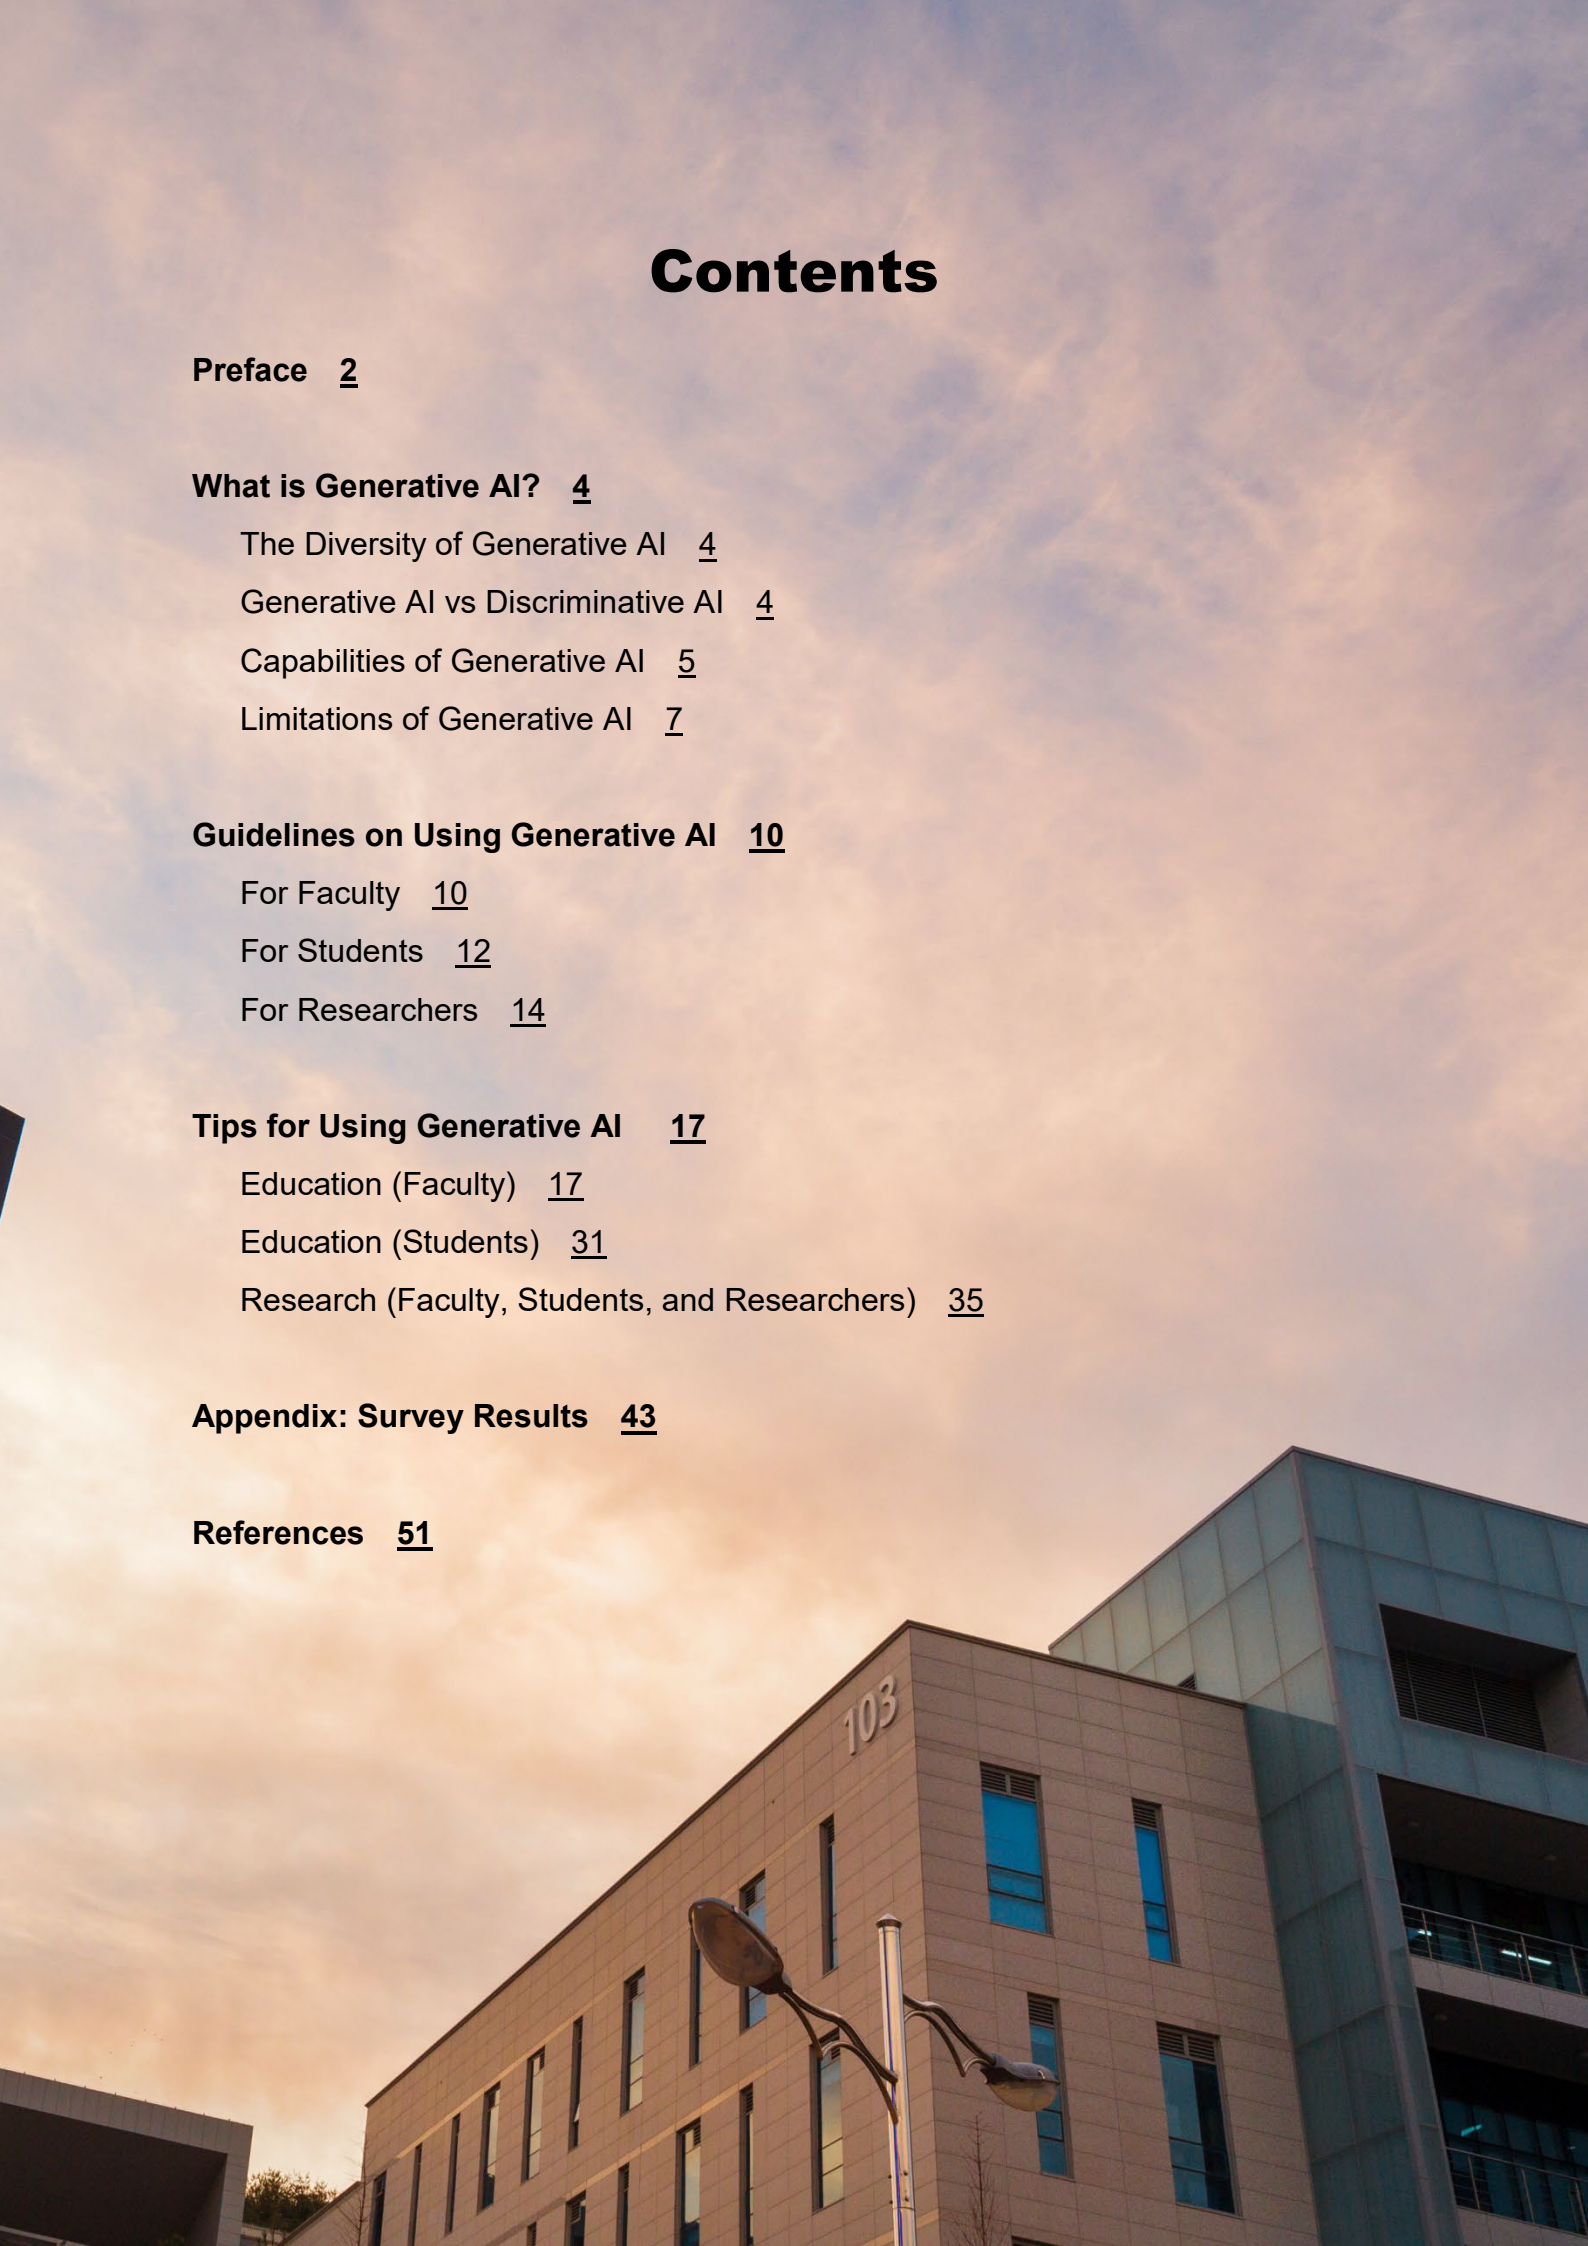 Contents
Preface 2
What is Generative AI? 4
The Diversity of Generative AI 4
Generative AI vs Discriminative AI 4
Capabilities of Generative AI 5
Limitations of Generative AI 7
Guidelines on Using Generative AI 10
For Faculty 10
For Students 12
For Researchers 14
Tips for Using Generative AI 17
Education (Faculty) 17
Education (Students) 31
Research (Faculty, Students, and Researchers) 35
Appendix: Survey Results 43
References 51
103